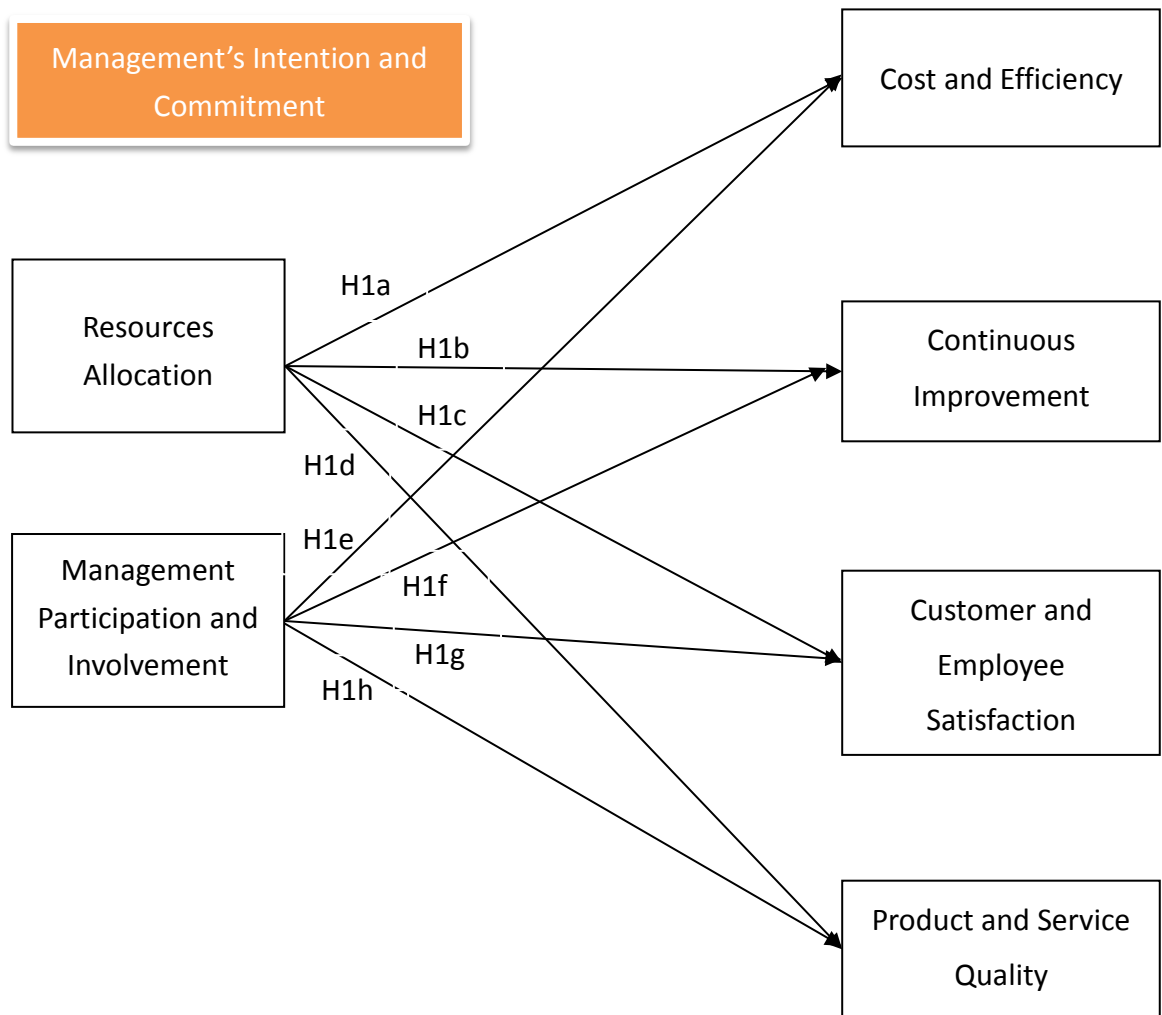 Management’s Intention and
Commitment
Cost and Efficiency
Resources
Allocation
H1a
H1b
H1c
H1d
Continuous
Improvement
Management
Participation and
Involvement
H1e
H1f
H1g
H1h
Customer and
Employee
Satisfaction
Product and Service
Quality